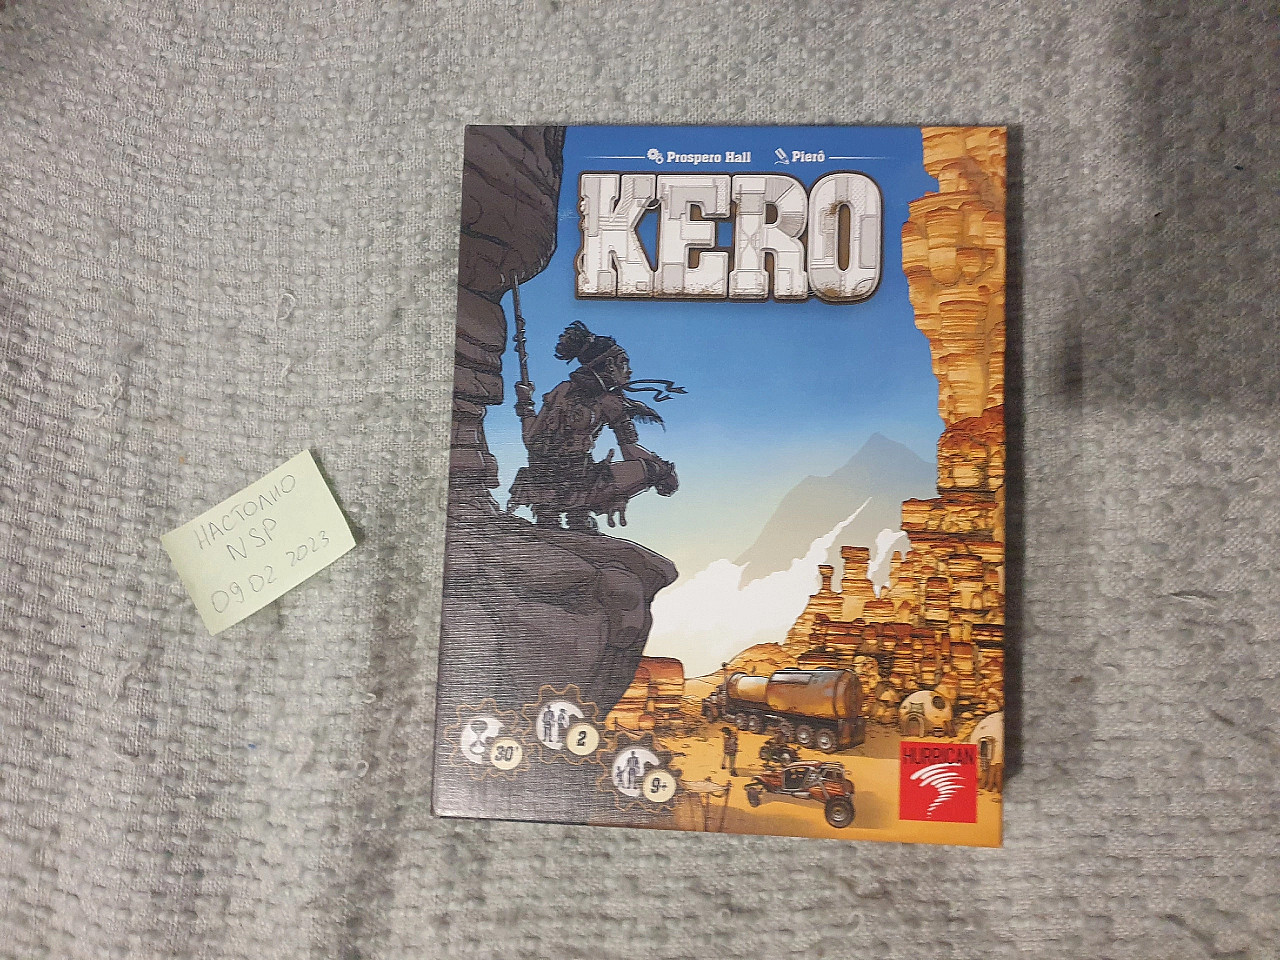 Prospero Hall Pierô
KERO
НАСТОЛИО
NSP
09 02 2023
30'
2
9+
HURRICAN